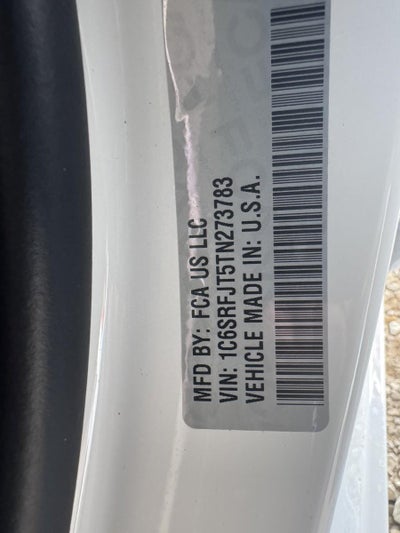 MFD BY: FCA US LLC
VIN: 1C6SRFJT5TN273783
VEHICLE MADE IN: U.S.A.